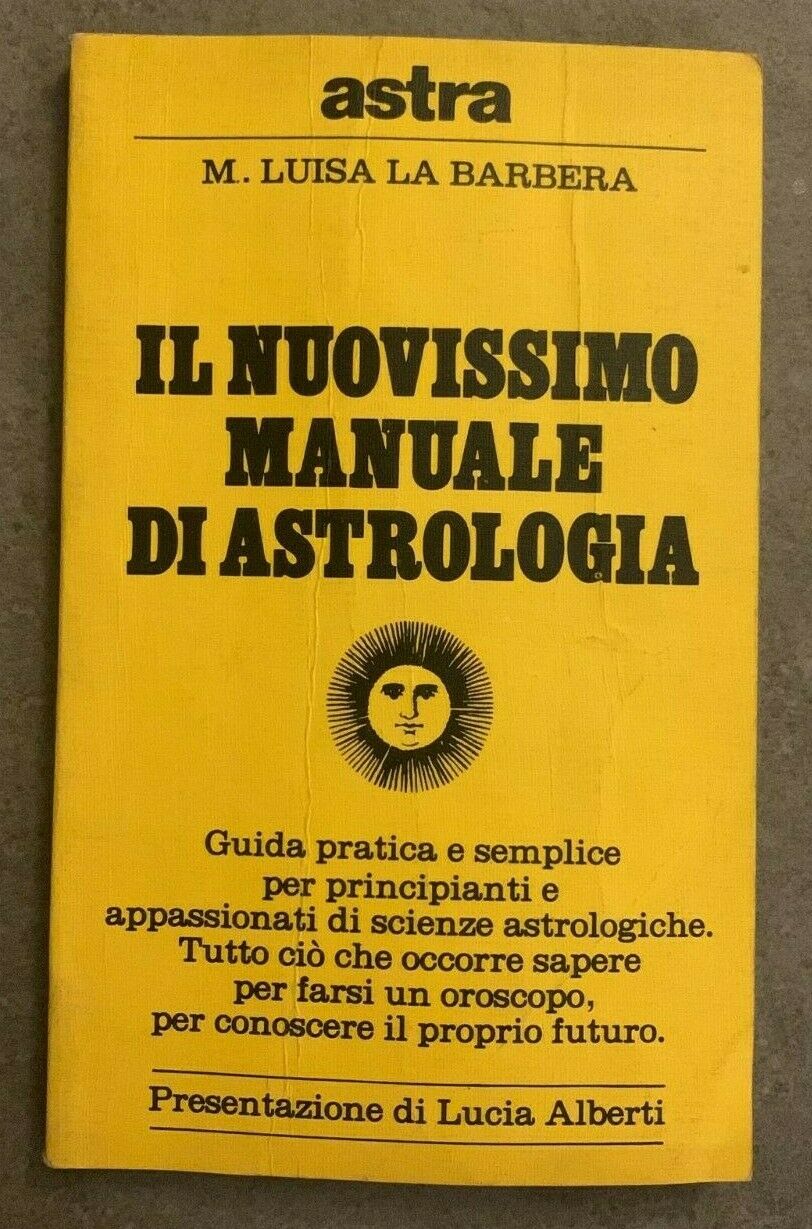 astra
M. LUISA LA BARBERA
IL NUOVISSIMO
MANUALE
DI ASTROLOGIA
Guida pratica e semplice
per principianti e
appassionati di scienze astrologiche.
Tutto ciò che occorre sapere
per farsi un oroscopo,
per conoscere il proprio futuro.
Presentazione di Lucia Alberti